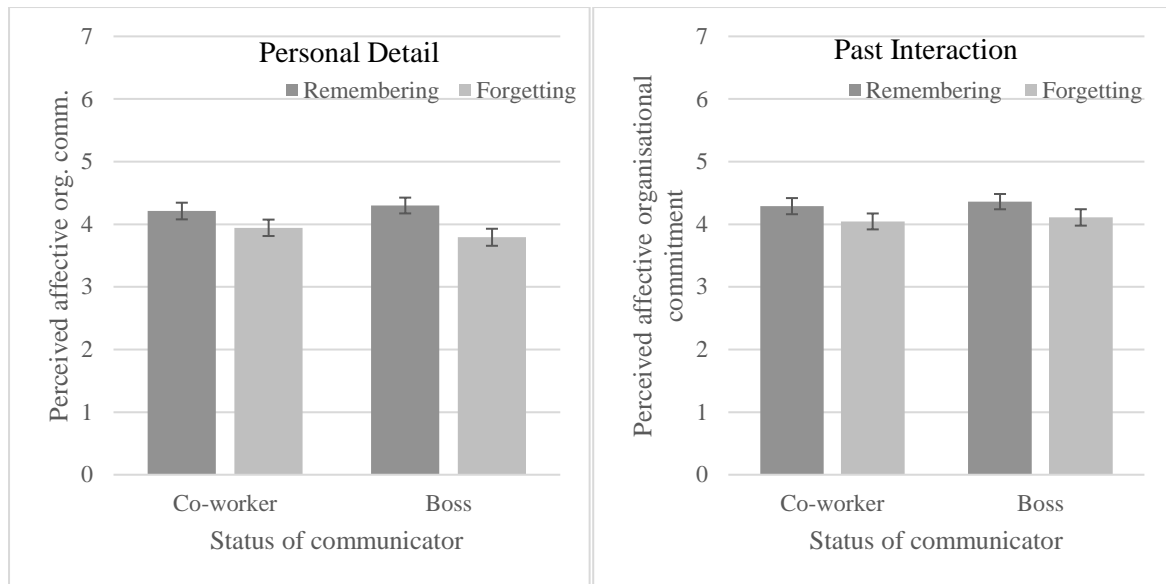 Personal Detail
Remembering Forgetting
Perceived affective org. comm.
7
6
5
4
3
2
1
0
Co-worker Boss
Status of communicator
Past Interaction
Remembering Forgetting
Perceived affective organisational
commitment
7
6
5
4
3
2
1
0
Co-worker Boss
Status of communicator